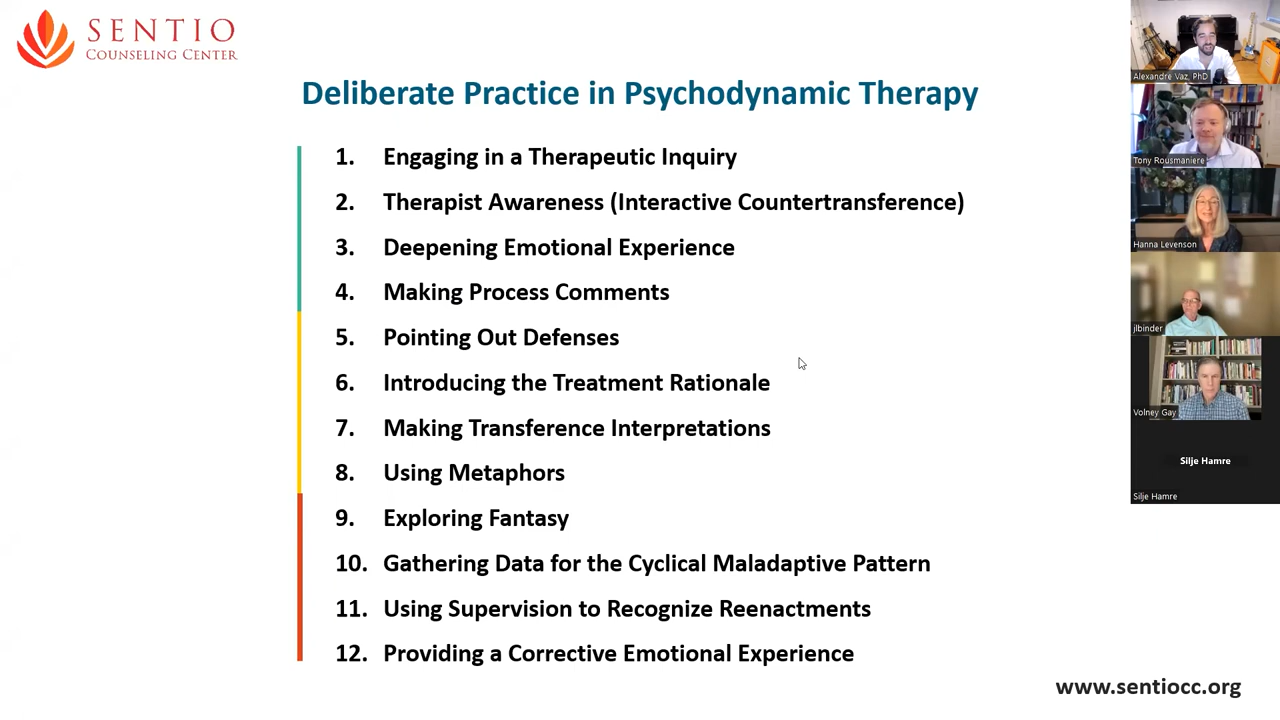 SENTIO
COUNSELING CENTER
Deliberate Practice in Psychodynamic Therapy
1. Engaging in a Therapeutic Inquiry
2. Therapist Awareness (Interactive Countertransference)
3. Deepening Emotional Experience
4. Making Process Comments
5. Pointing Out Defenses
6. Introducing the Treatment Rationale
7. Making Transference Interpretations
8. Using Metaphors
9. Exploring Fantasy
10. Gathering Data for the Cyclical Maladaptive Pattern
11. Using Supervision to Recognize Reenactments
12. Providing a Corrective Emotional Experience
www.sentiocc.org
Alexandre Vaz, PhD
Tony Rousmaniere
Hanna Levenson
jlbinder
Volney Gay
Silje Hamre
Silje Hamre